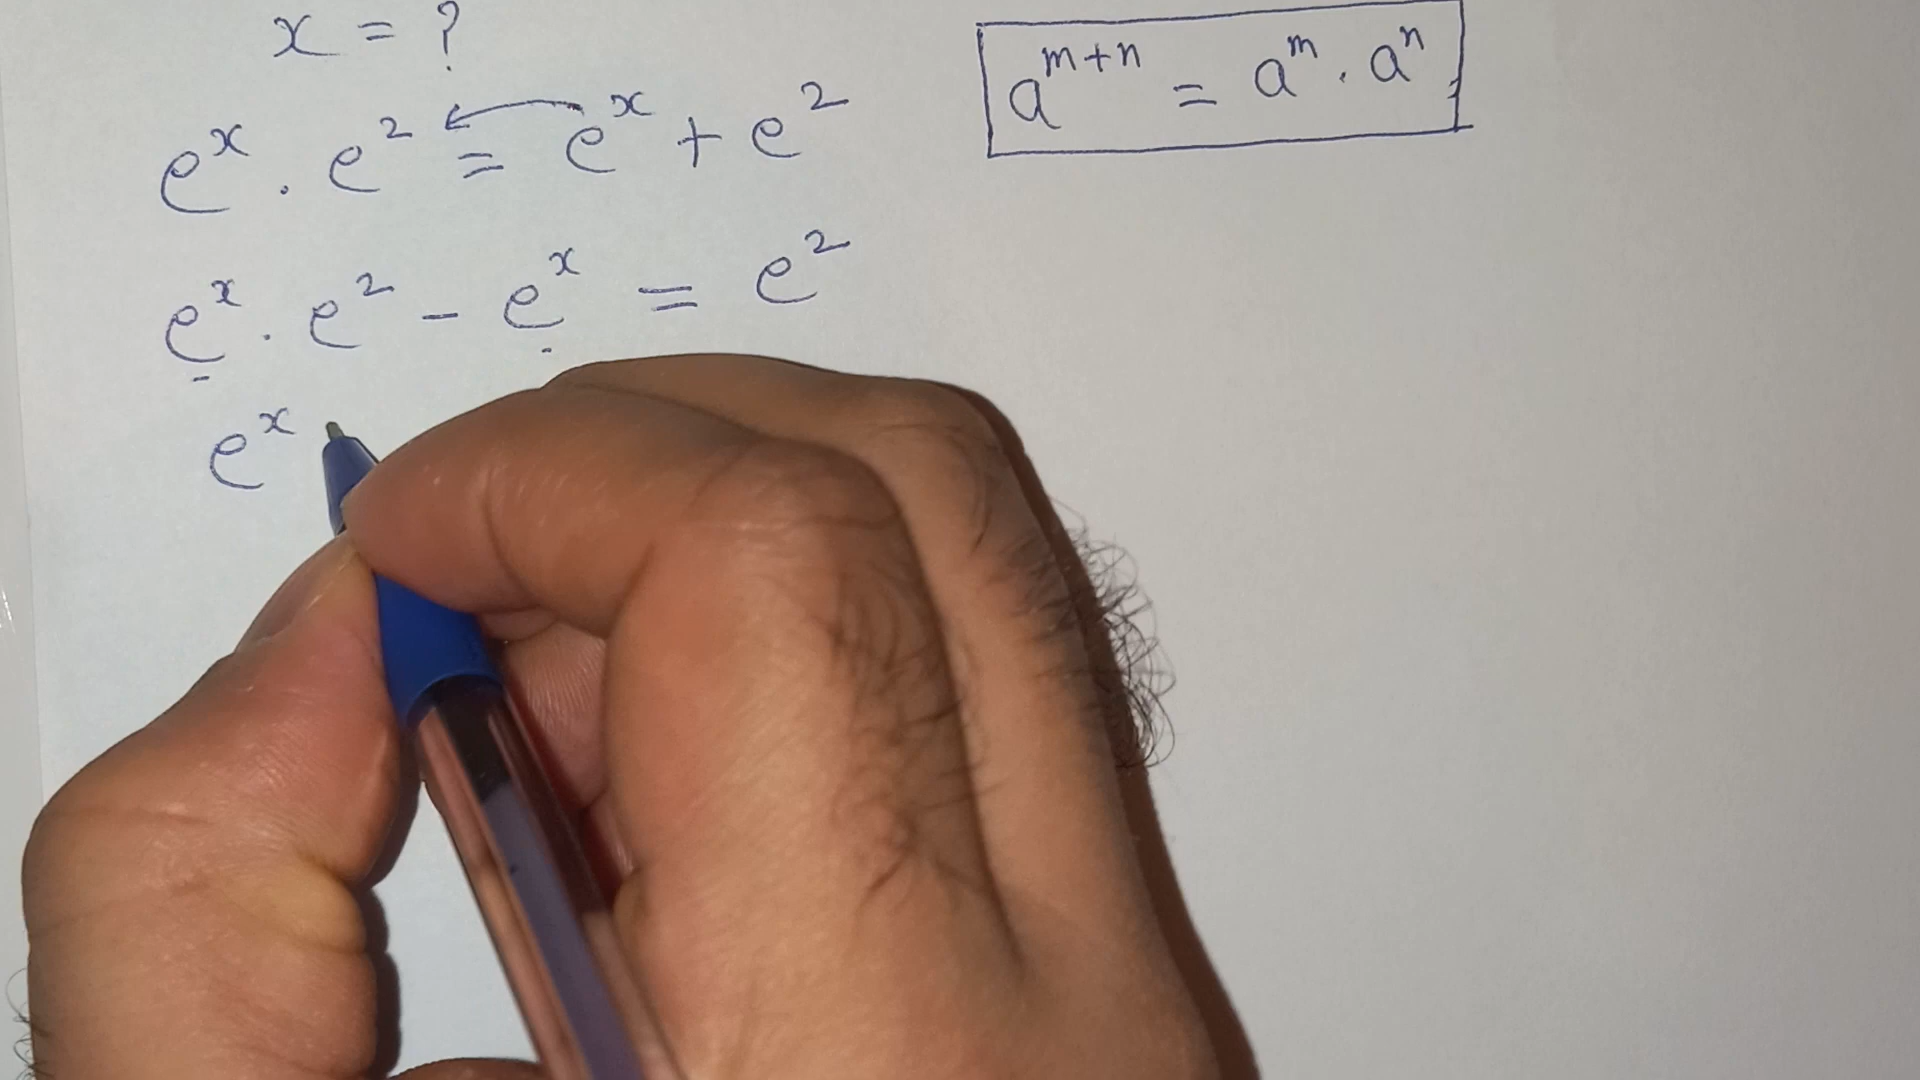 x = ?
a^{m+n} = a^m . a^n
e^x . e^2 = e^x + e^2
e^x . e^2 - e^x = e^2
e^x